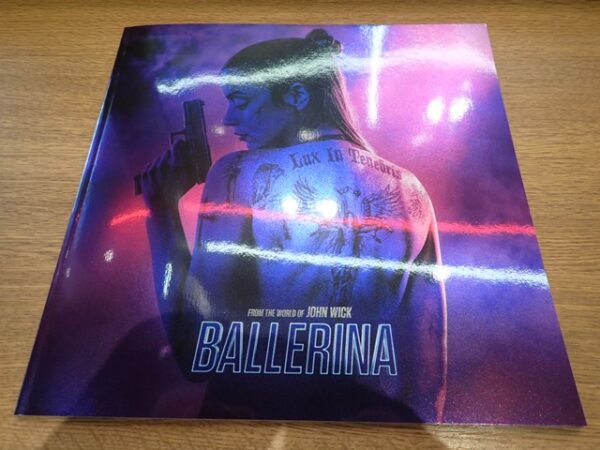 Lux In Tenebris
FROM THE WORLD OF JOHN WICK
BALLERINA